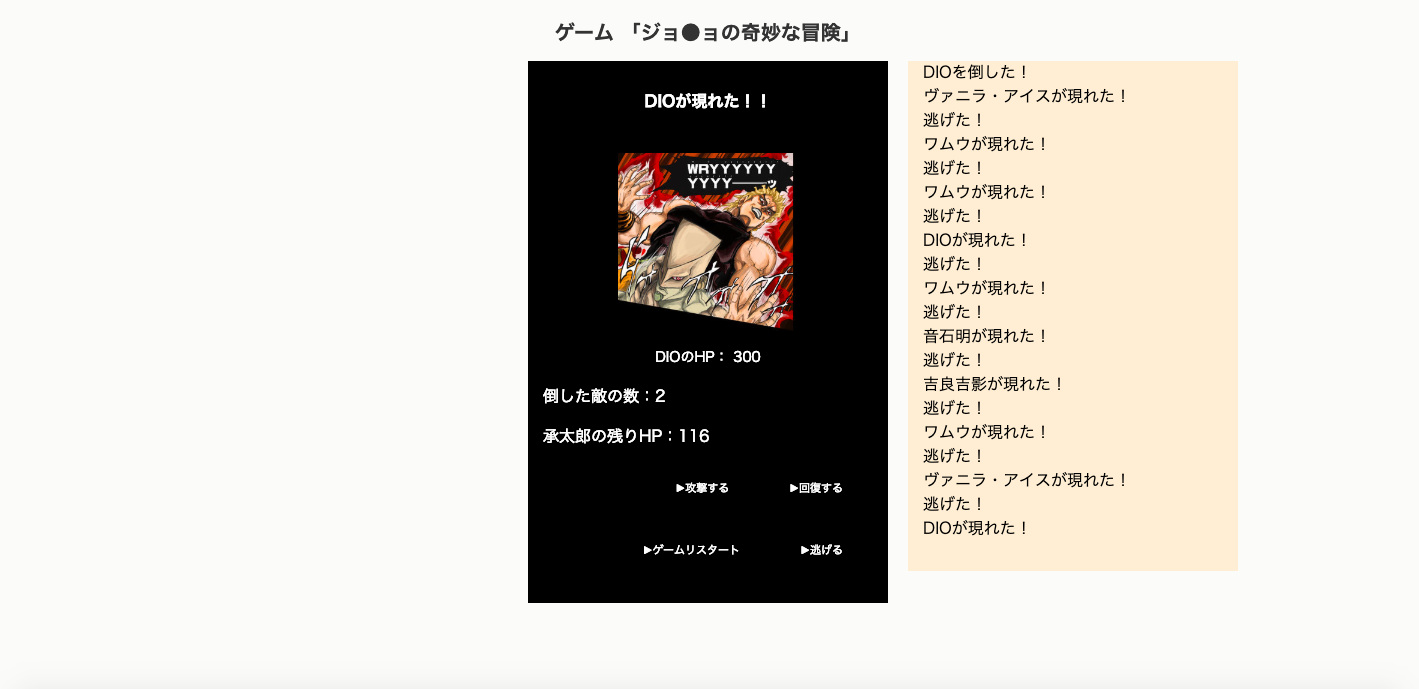 ゲーム 「ジョ●ョの奇妙な冒険」
DIOが現れた！！
WRYYYYYY
YYYY――ッ
DIOのHP： 300
倒した敵の数：2
承太郎の残りHP：116
▶攻撃する
▶回復する
▶ゲームリスタート
▶逃げる
DIOを倒した！
ヴァニラ・アイスが現れた！
逃げた！
ワムウが現れた！
逃げた！
ワムウが現れた！
逃げた！
DIOが現れた！
逃げた！
ワムウが現れた！
逃げた！
音石明が現れた！
逃げた！
吉良吉影が現れた！
逃げた！
ワムウが現れた！
逃げた！
ヴァニラ・アイスが現れた！
逃げた！
DIOが現れた！